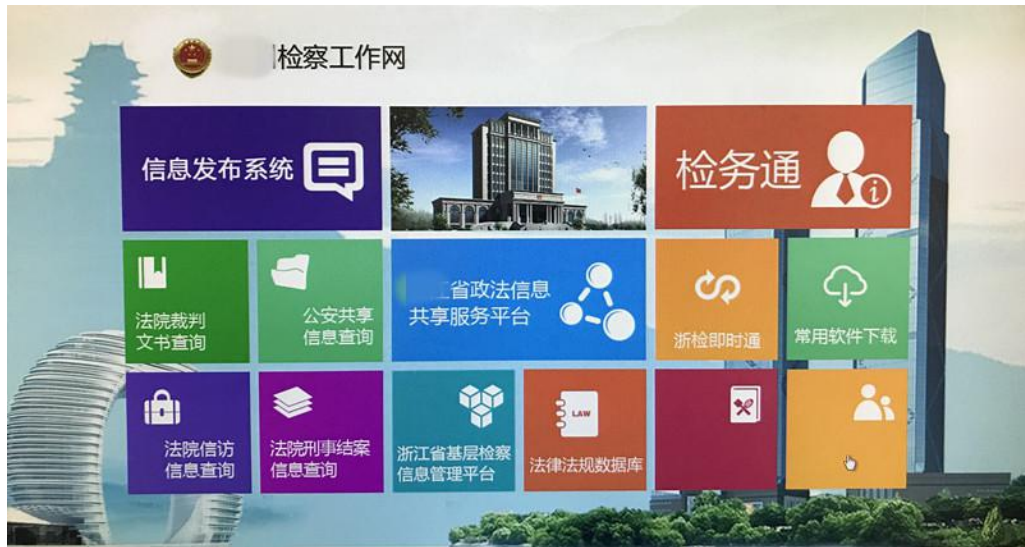 检察工作网
信息发布系统
检务通
法院裁判
文书查询
公安共享
信息查询
江省政法信息
共享服务平台
浙检即时通
常用软件下载
法院信访
信息查询
法院刑事结案
信息查询
浙江省基层检察
信息管理平台
LAW
法律法规数据库